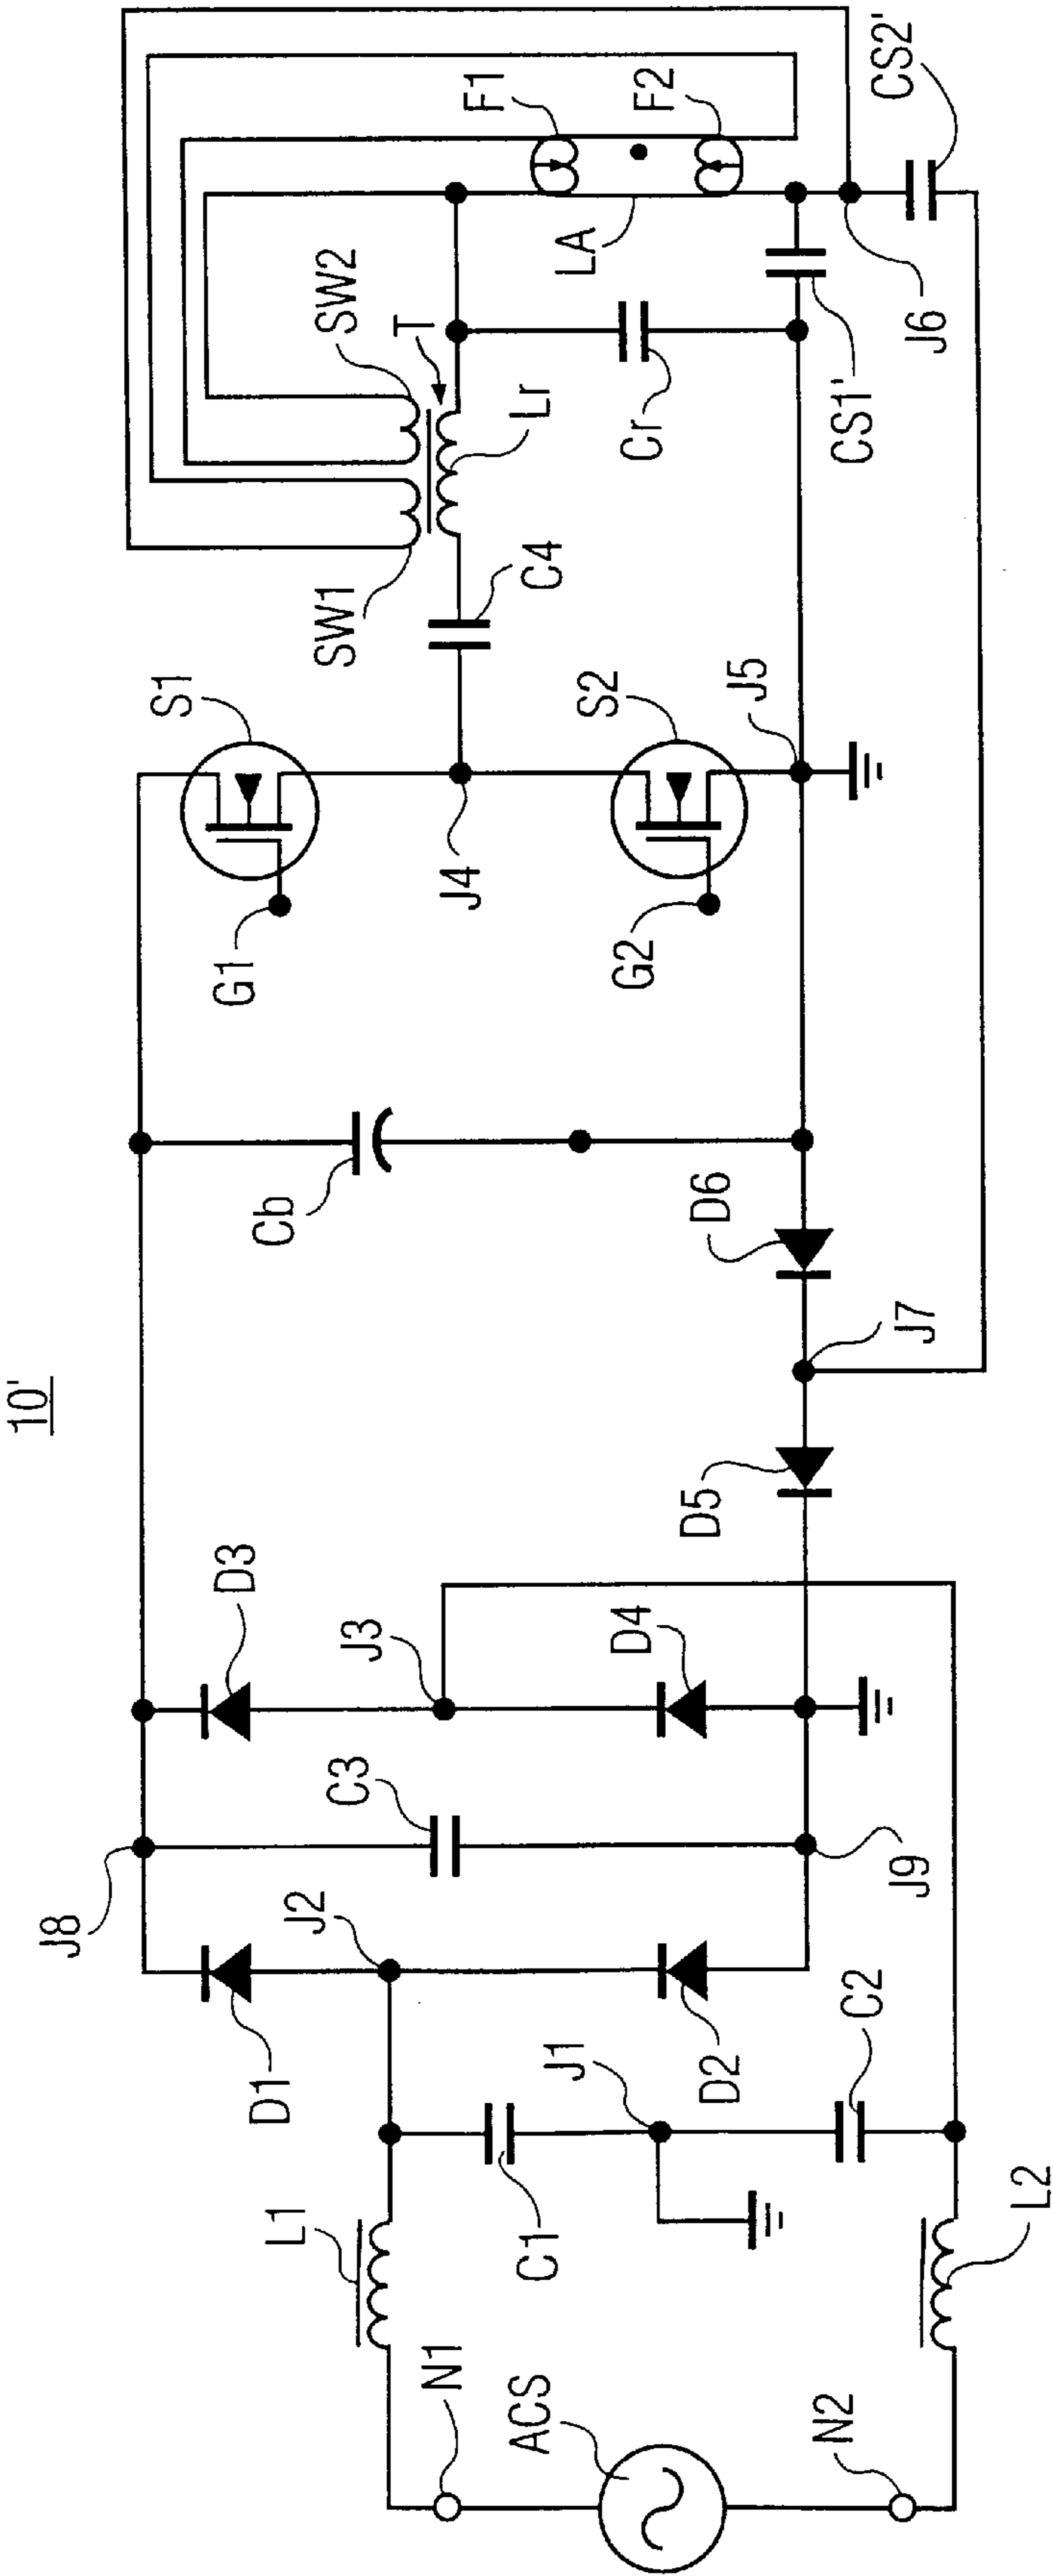 10'
ACS
N1
N2
L1
L2
C1
C2
J1
J2
D1
D2
J8
C3
J9
J3
D3
D4
D5
J7
D6
Cb
G1
S1
J4
G2
S2
J5
C4
SW1
SW2
T
Lr
Cr
CS1'
J6
LA
F1
F2
CS2'